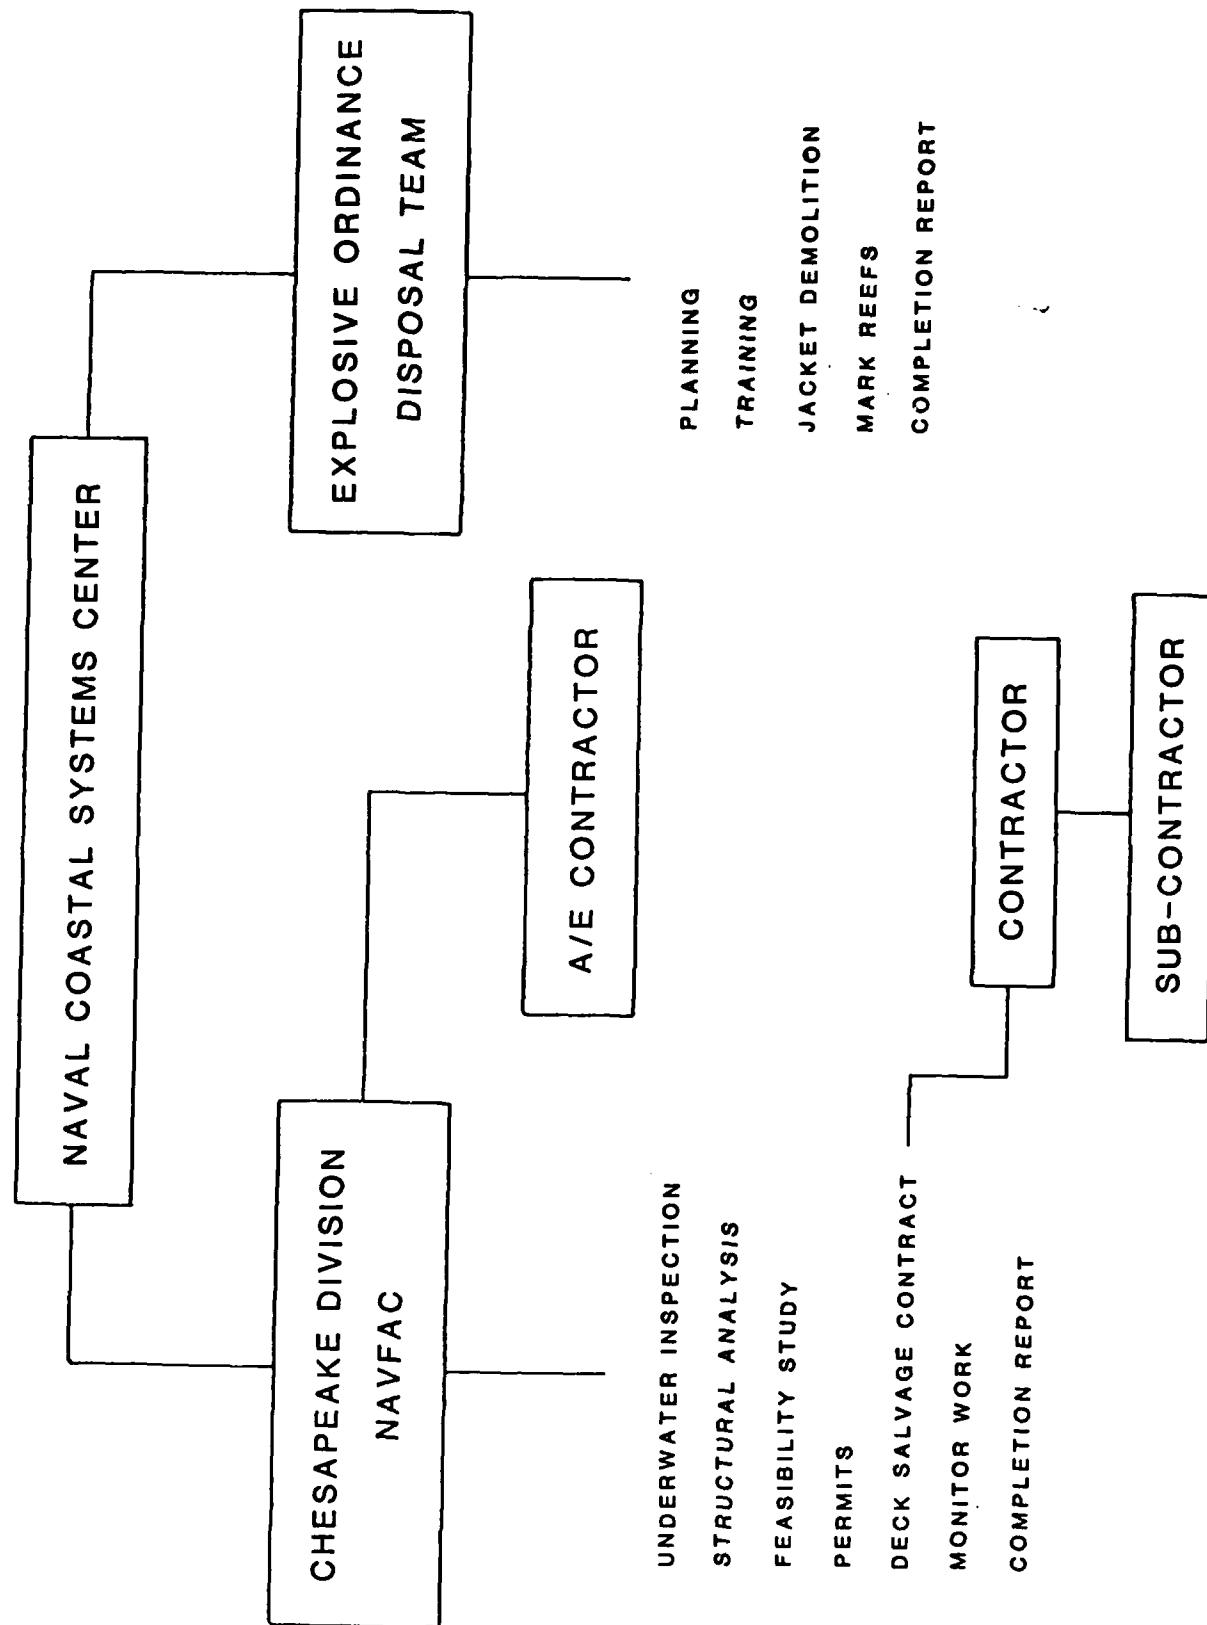 NAVAL COASTAL SYSTEMS CENTER
CHESAPEAKE DIVISION
NAVFAC
EXPLOSIVE ORDINANCE
DISPOSAL TEAM
A/E CONTRACTOR
UNDERWATER INSPECTION
STRUCTURAL ANALYSIS
FEASIBILITY STUDY
PERMITS
DECK SALVAGE CONTRACT
MONITOR WORK
COMPLETION REPORT
PLANNING
TRAINING
JACKET DEMOLITION
MARK REEFS
COMPLETION REPORT
CONTRACTOR
SUB-CONTRACTOR